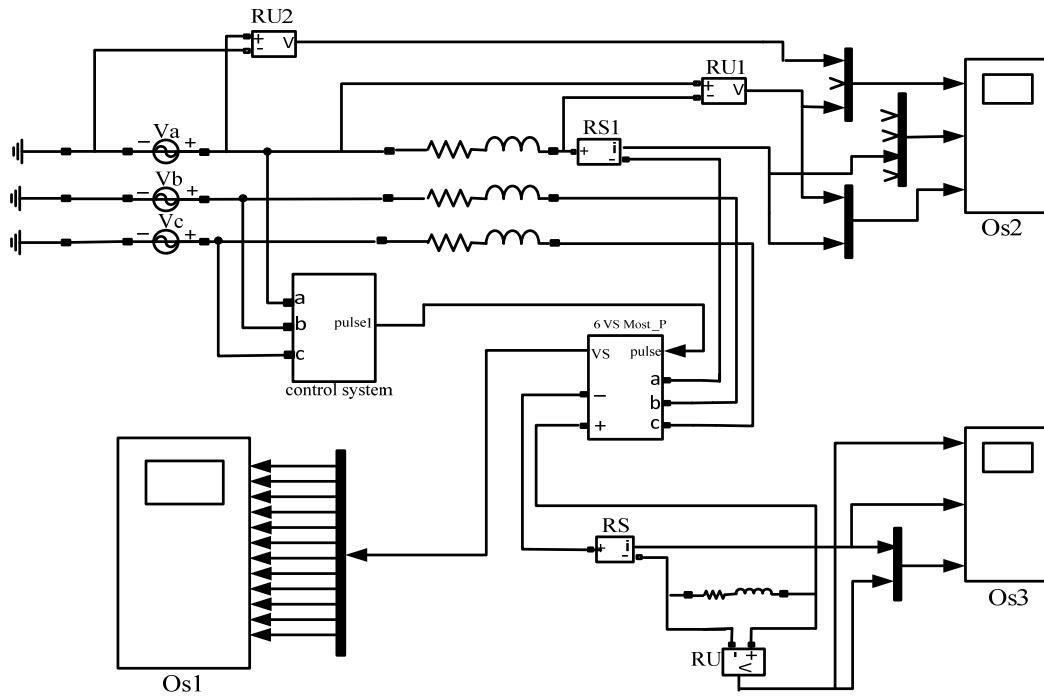 RU2
+
-
V
RU1
+
-
V
Va
- +
RS1
+ i
-
Vb
- +
Vc
- +
Os2
a
b
c
pulse1
control system
6 VS Most_P
VS
pulse
a
b
c
−
+
RS
+ i
-
RU
- +
V
Os1
Os3